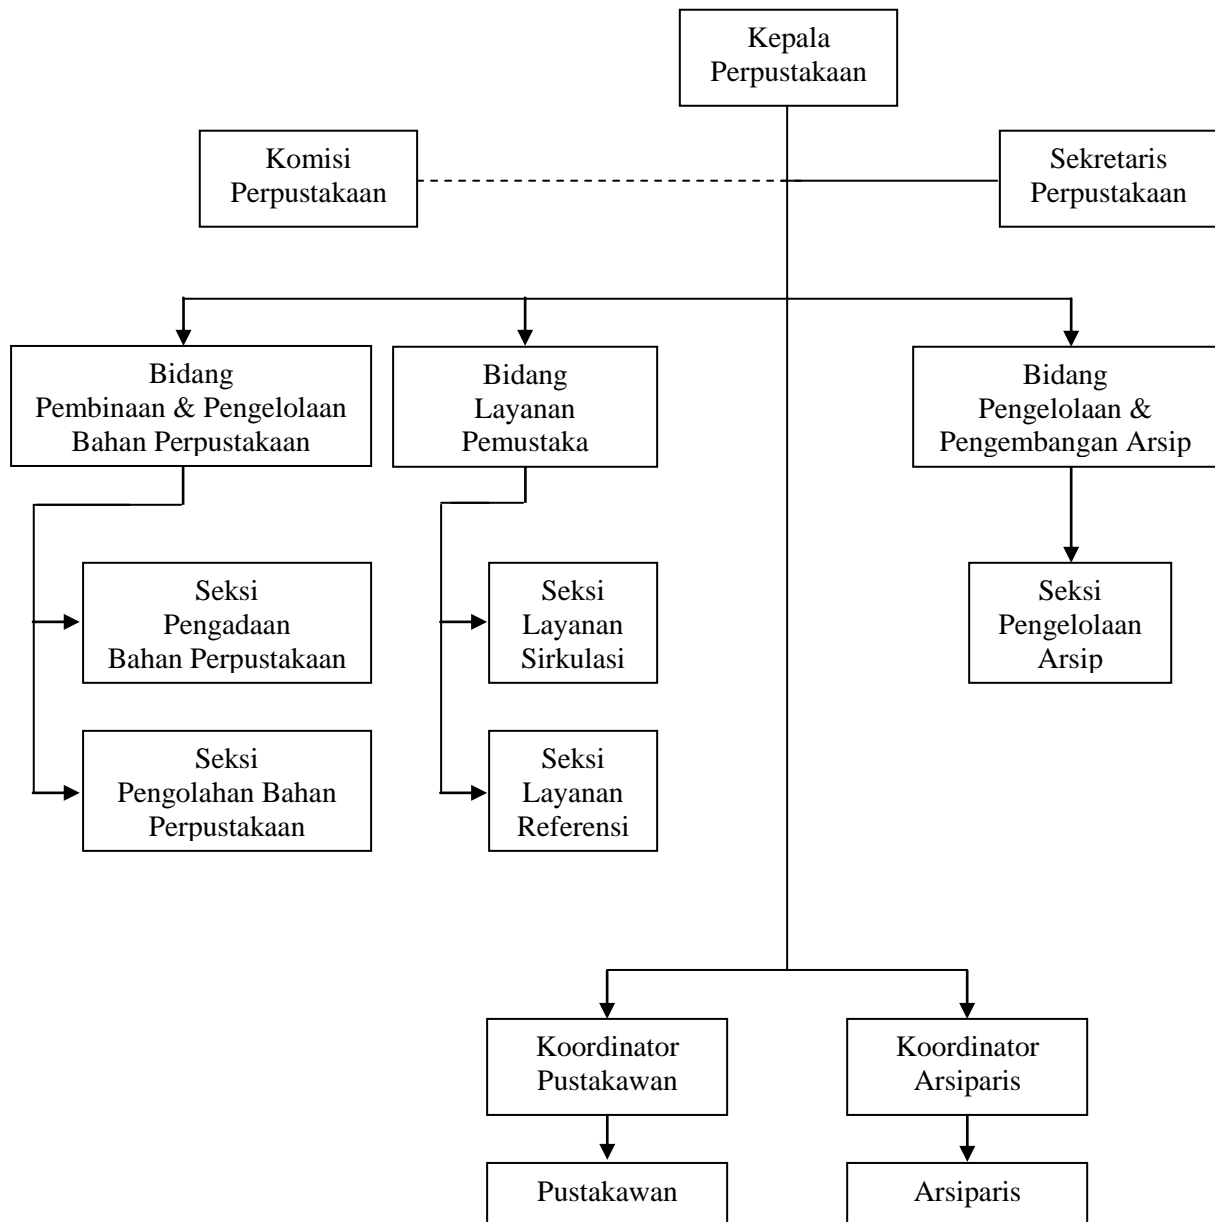 Kepala
Perpustakaan
Komisi
Perpustakaan
Sekretaris
Perpustakaan
Bidang
Pembinaan & Pengelolaan
Bahan Perpustakaan
Bidang
Layanan
Pemustaka
Bidang
Pengelolaan &
Pengembangan Arsip
Seksi
Pengadaan
Bahan Perpustakaan
Seksi
Layanan
Sirkulasi
Seksi
Pengelolaan
Arsip
Seksi
Pengolahan Bahan
Perpustakaan
Seksi
Layanan
Referensi
Koordinator
Pustakawan
Koordinator
Arsiparis
Pustakawan
Arsiparis